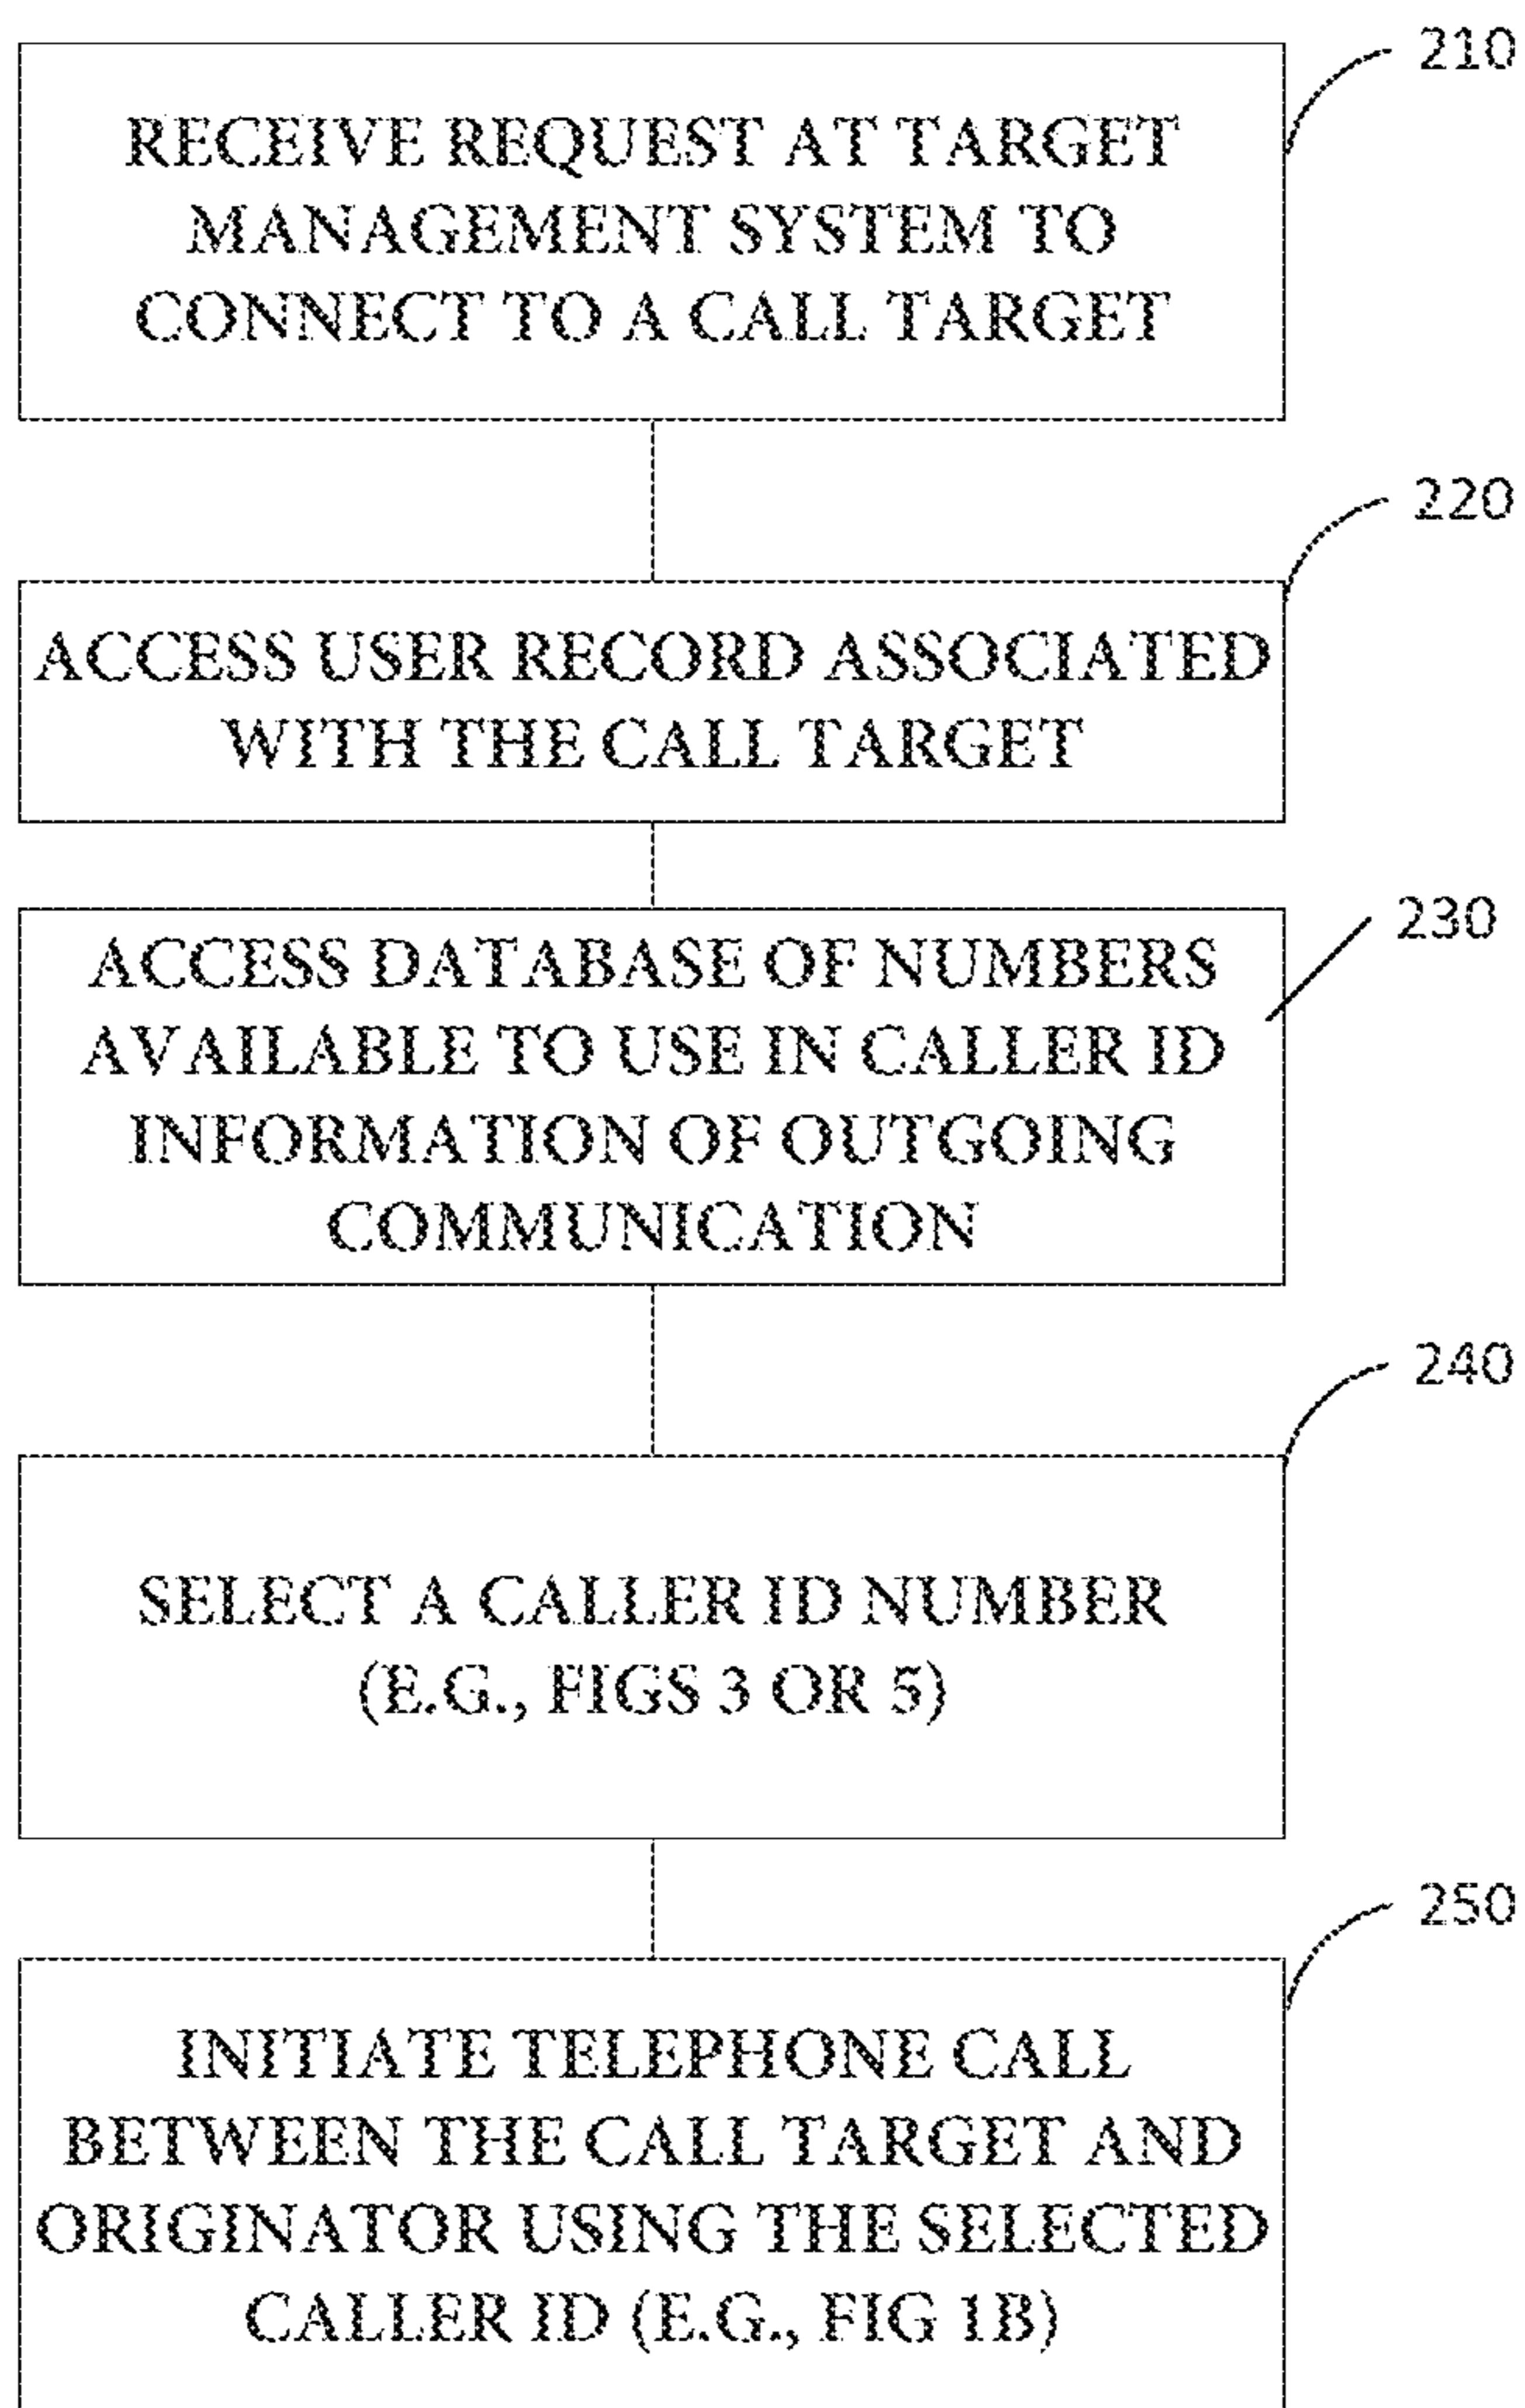 210
RECEIVE REQUEST AT TARGET
MANAGEMENT SYSTEM TO
CONNECT TO A CALL TARGET
220
ACCESS USER RECORD ASSOCIATED
WITH THE CALL TARGET
230
ACCESS DATABASE OF NUMBERS
AVAILABLE TO USE IN CALLER ID
INFORMATION OF OUTGOING
COMMUNICATION
240
SELECT A CALLER ID NUMBER
(E.G., FIGS 3 OR 5)
250
INITIATE TELEPHONE CALL
BETWEEN THE CALL TARGET AND
ORIGINATOR USING THE SELECTED
CALLER ID (E.G., FIG 1B)